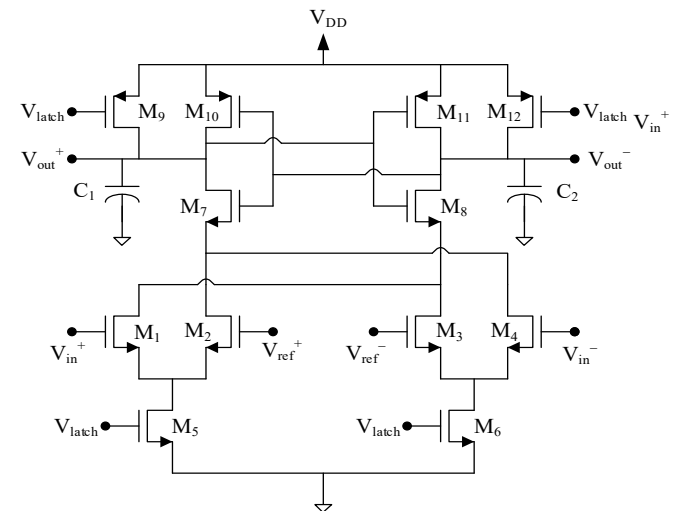 V_DD
V_latch M_9 M_10 M_11 M_12 V_latch V_in^+
V_out^+ V_out^-
C_1 C_2
M_7 M_8
M_1 M_2 M_3 M_4
V_in^+ V_ref^+ V_ref^- V_in^-
V_latch M_5 V_latch M_6